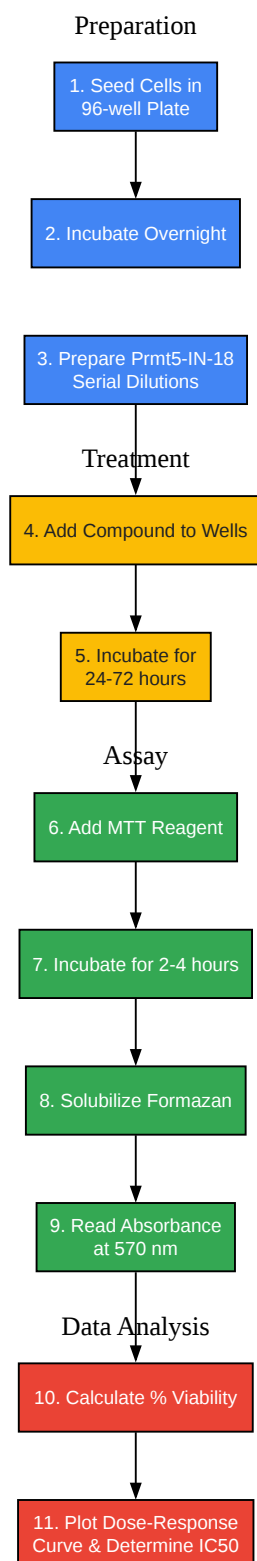 Preparation
1. Seed Cells in
96-well Plate
2. Incubate Overnight
3. Prepare Prmt5-IN-18
Serial Dilutions
Treatment
4. Add Compound to Wells
5. Incubate for
24-72 hours
Assay
6. Add MTT Reagent
7. Incubate for 2-4 hours
8. Solubilize Formazan
9. Read Absorbance
at 570 nm
Data Analysis
10. Calculate % Viability
11. Plot Dose-Response
Curve & Determine IC50